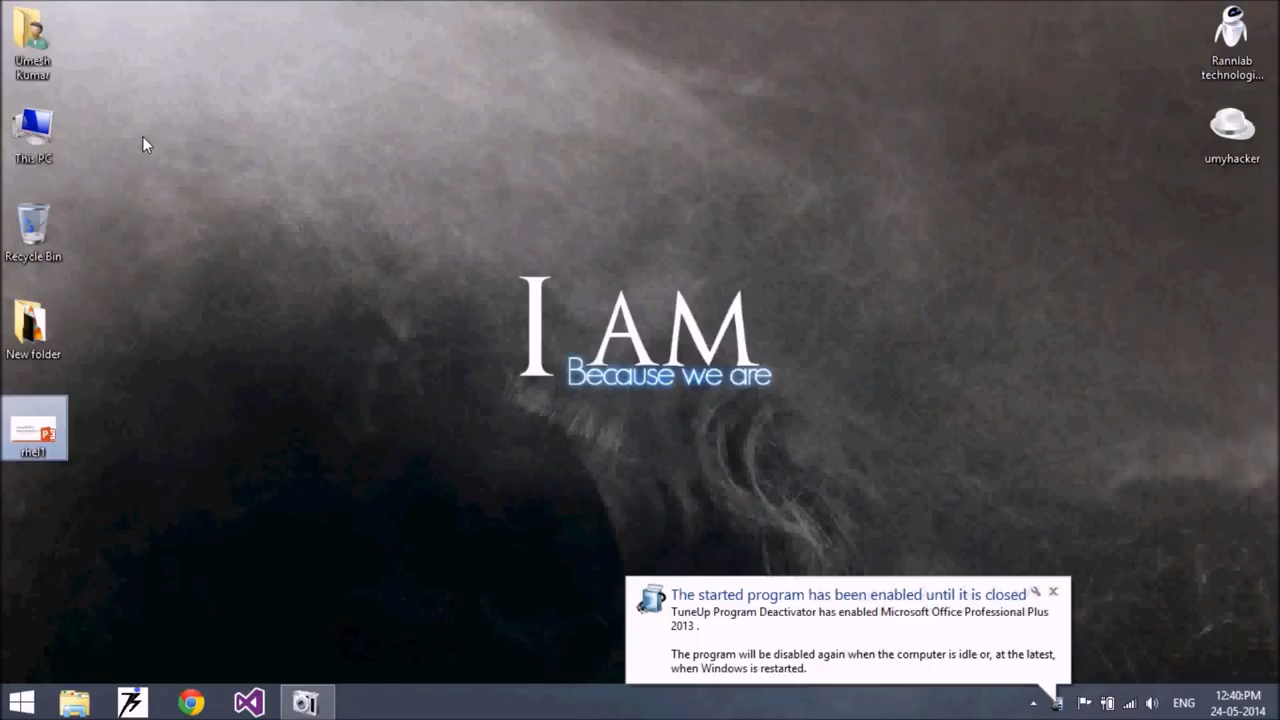 Umesh
Kumar
This PC
Recycle Bin
New folder
rhel1
Rannlab
technologi...
umyhacker
I AM
Because we are
The started program has been enabled until it is closed
TuneUp Program Deactivator has enabled Microsoft Office Professional Plus
2013 .
The program will be disabled again when the computer is idle or, at the latest,
when Windows is restarted.
ENG
12:40:PM
24-05-2014